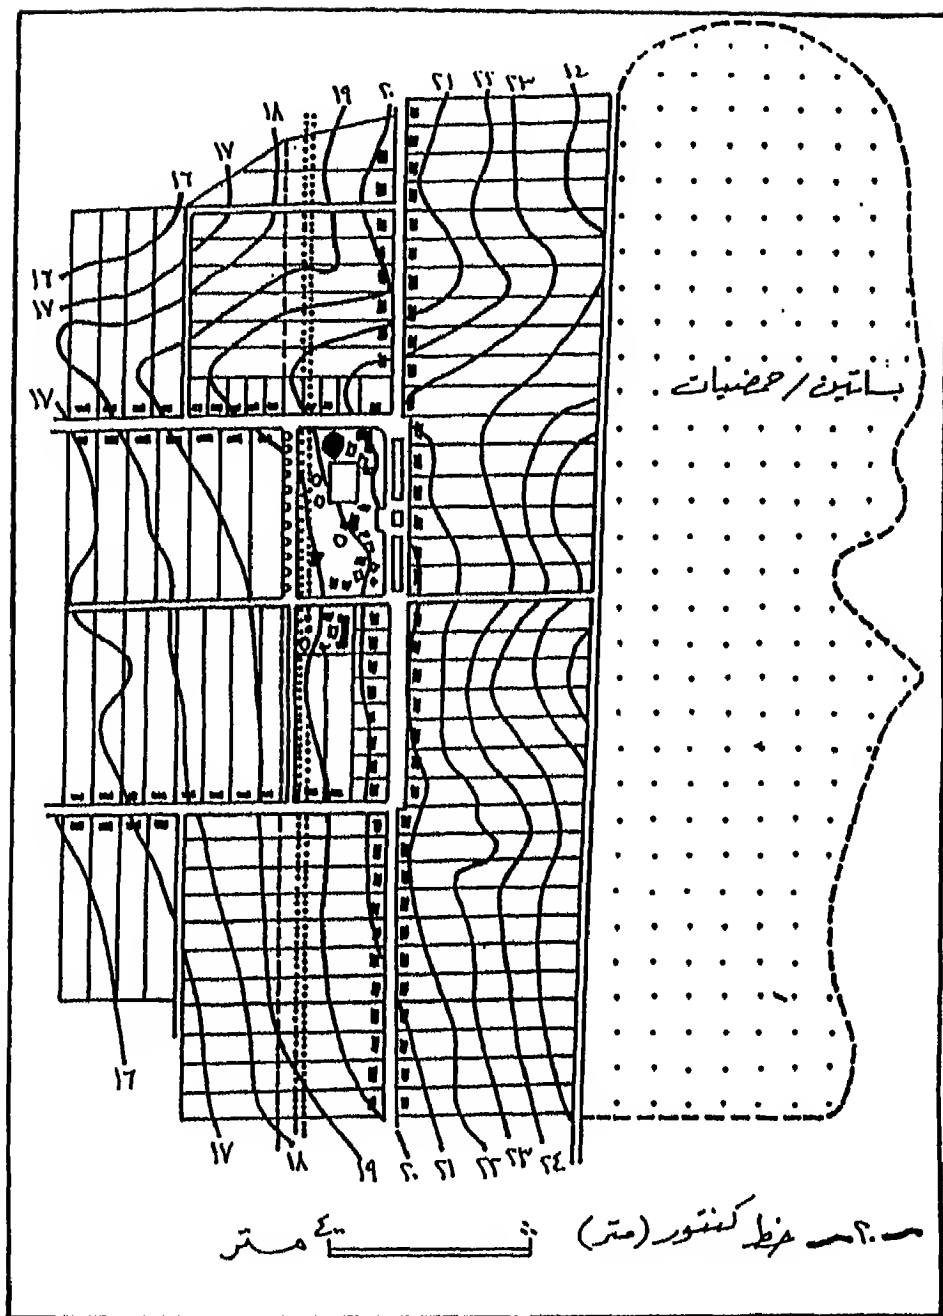 ١٦ ١٧ ١٨ ١٩ ٢٠ ٢١ ٢٢ ٢٣ ٢٤
١٦
١٧
١٧
بساتين/حمضيات
١٦
١٧ ١٨ ١٩ ٢٠ ٢١ ٢٢ ٢٣ ٢٤
٢٠ خط كنتور (متر)
٤٠٠ متر